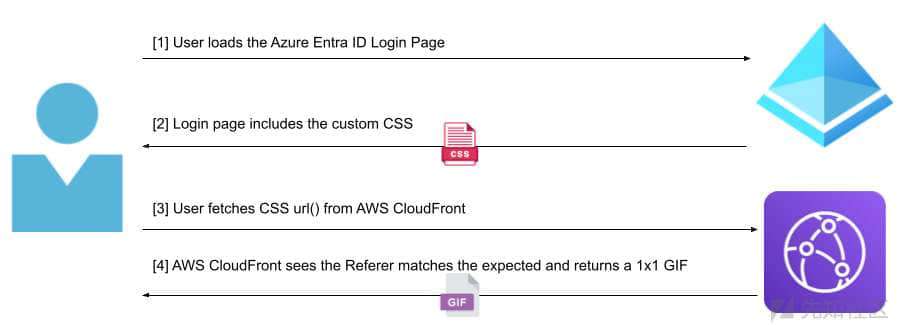 [1] User loads the Azure Entra ID Login Page
[2] Login page includes the custom CSS
CSS
[3] User fetches CSS url() from AWS CloudFront
[4] AWS CloudFront sees the Referer matches the expected and returns a 1x1 GIF
GIF
先知社区